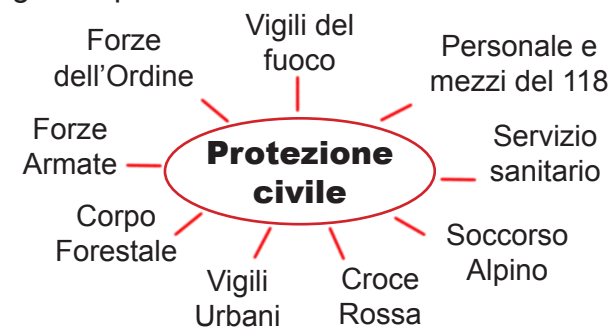 Vigili del
fuoco
Forze
dell’Ordine
Personale e
mezzi del 118
Forze
Armate
Protezione
civile
Servizio
sanitario
Corpo
Forestale
Soccorso
Alpino
Vigili
Urbani
Croce
Rossa